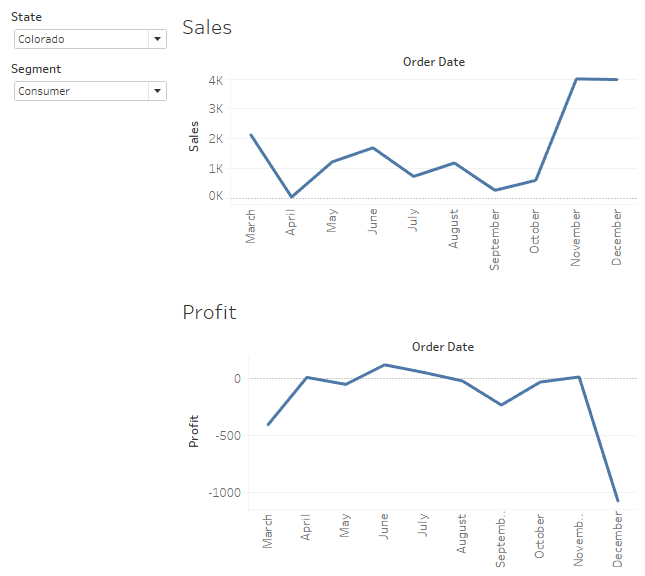 State
Colorado
Segment
Consumer
Sales
Order Date
Sales
4K
3K
2K
1K
0K
March
April
May
June
July
August
September
October
November
December
Profit
Order Date
Profit
0
-500
-1000
March
April
May
June
July
August
Septemb..
October
Novemb..
December